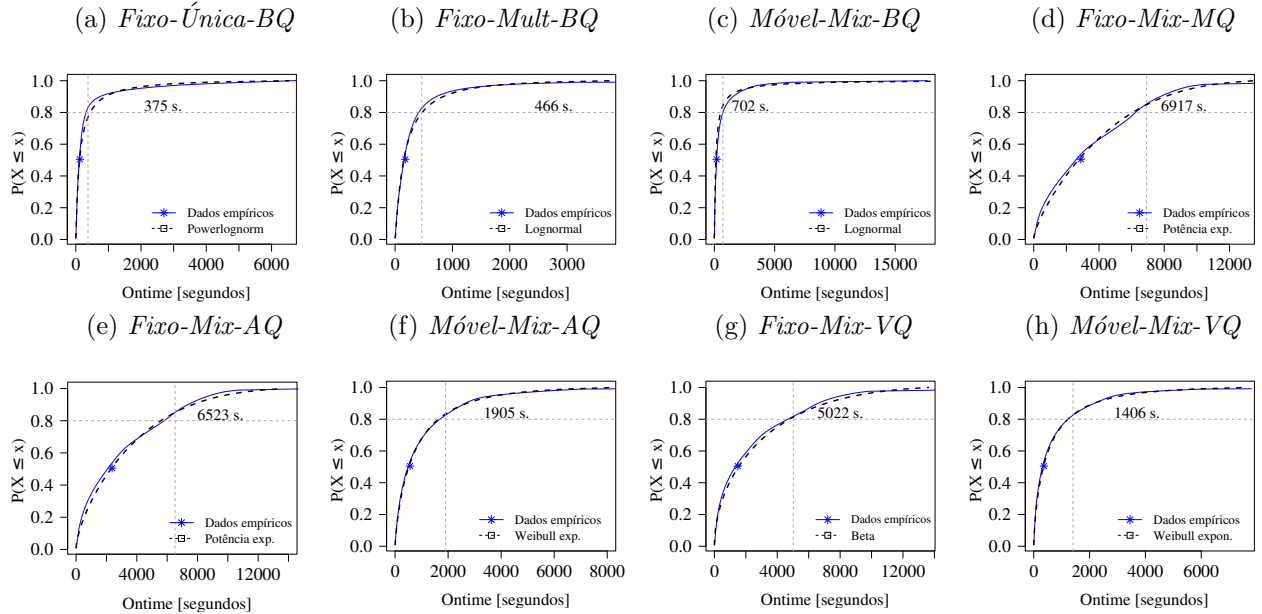 (a) Fixo-Única-BQ
1.0
0.8
0.6
0.4
0.2
0.0
P(X ≤ x)
375 s.
Dados empíricos
Powerlognorm
0 2000 4000 6000
Ontime [segundos]
(b) Fixo-Mult-BQ
1.0
0.8
0.6
0.4
0.2
0.0
P(X ≤ x)
466 s.
Dados empíricos
Lognormal
0 1000 2000 3000
Ontime [segundos]
(c) Móvel-Mix-BQ
1.0
0.8
0.6
0.4
0.2
0.0
P(X ≤ x)
702 s.
Dados empíricos
Lognormal
0 5000 10000 15000
Ontime [segundos]
(d) Fixo-Mix-MQ
1.0
0.8
0.6
0.4
0.2
0.0
P(X ≤ x)
6917 s.
Dados empíricos
Potência exp.
0 4000 8000 12000
Ontime [segundos]
(e) Fixo-Mix-AQ
1.0
0.8
0.6
0.4
0.2
0.0
P(X ≤ x)
6523 s.
Dados empíricos
Potência exp.
0 4000 8000 12000
Ontime [segundos]
(f) Móvel-Mix-AQ
1.0
0.8
0.6
0.4
0.2
0.0
P(X ≤ x)
1905 s.
Dados empíricos
Weibull exp.
0 2000 4000 6000 8000
Ontime [segundos]
(g) Fixo-Mix-VQ
1.0
0.8
0.6
0.4
0.2
0.0
P(X ≤ x)
5022 s.
Dados empíricos
Beta
0 4000 8000 14000
Ontime [segundos]
(h) Móvel-Mix-VQ
1.0
0.8
0.6
0.4
0.2
0.0
P(X ≤ x)
1406 s.
Dados empíricos
Weibull expon.
0 2000 4000 6000
Ontime [segundos]